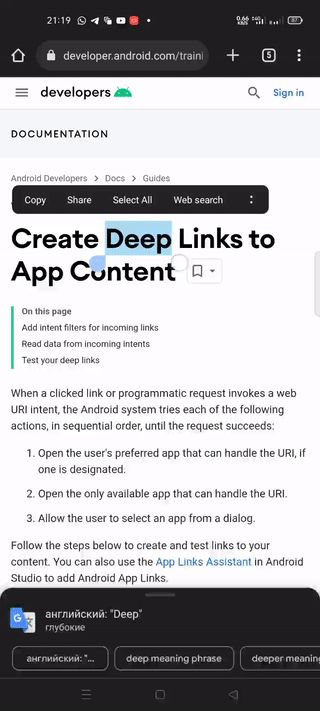 21:19
0.66
KB/S
87
developer.android.com/traini
5
developers
Sign in
DOCUMENTATION
Android Developers > Docs > Guides
Copy Share Select All Web search
Create Deep Links to
App Content
On this page
Add intent filters for incoming links
Read data from incoming intents
Test your deep links
When a clicked link or programmatic request invokes a web
URI intent, the Android system tries each of the following
actions, in sequential order, until the request succeeds:
1. Open the user's preferred app that can handle the URI, if
one is designated.
2. Open the only available app that can handle the URI.
3. Allow the user to select an app from a dialog.
Follow the steps below to create and test links to your
content. You can also use the App Links Assistant in Android
Studio to add Android App Links.
английский: "Deep"
глубокие
английский: "... deep meaning phrase deeper meaning